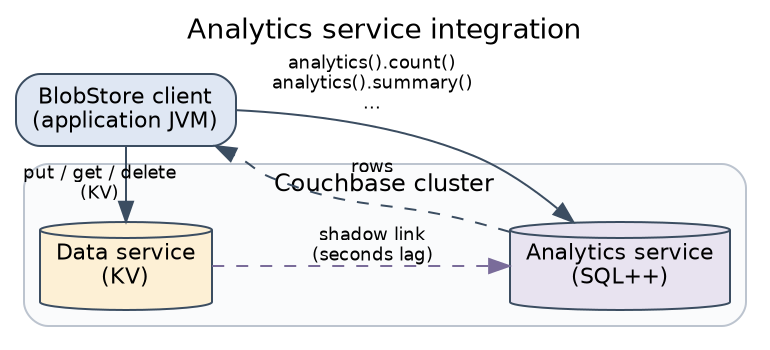 Analytics service integration
analytics().count()
analytics().summary()
...
BlobStore client
(application JVM)
put / get / delete
(KV)
rows
Couchbase cluster
Data service
(KV)
shadow link
(seconds lag)
Analytics service
(SQL++)